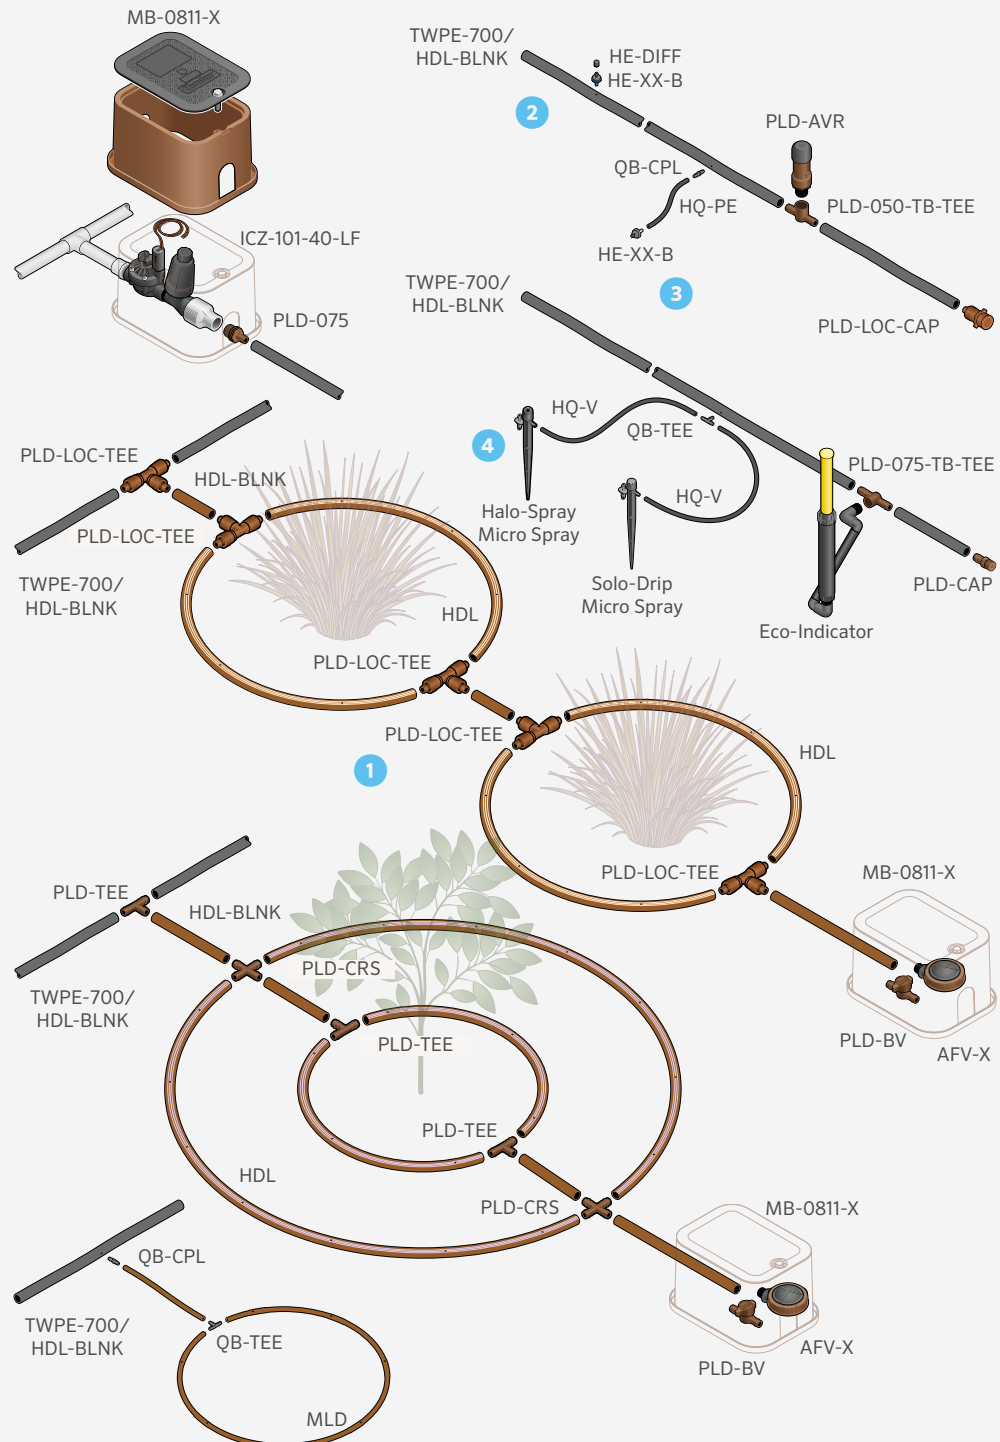 MB-0811-X
ICZ-101-40-LF
PLD-075
TWPE-700/
HDL-BLNK
HE-DIFF
HE-XX-B
2
PLD-AVR
QB-CPL
HQ-PE
PLD-050-TB-TEE
HE-XX-B
3
PLD-LOC-CAP
TWPE-700/
HDL-BLNK
HQ-V
4
QB-TEE
PLD-075-TB-TEE
HQ-V
Halo-Spray
Micro Spray
Solo-Drip
Micro Spray
PLD-CAP
Eco-Indicator
PLD-LOC-TEE
HDL-BLNK
PLD-LOC-TEE
TWPE-700/
HDL-BLNK
HDL
PLD-LOC-TEE
PLD-LOC-TEE
1
HDL
PLD-LOC-TEE
MB-0811-X
PLD-BV
AFV-X
PLD-TEE
HDL-BLNK
PLD-CRS
TWPE-700/
HDL-BLNK
PLD-TEE
PLD-TEE
HDL
PLD-CRS
MB-0811-X
AFV-X
PLD-BV
QB-CPL
TWPE-700/
HDL-BLNK
QB-TEE
MLD